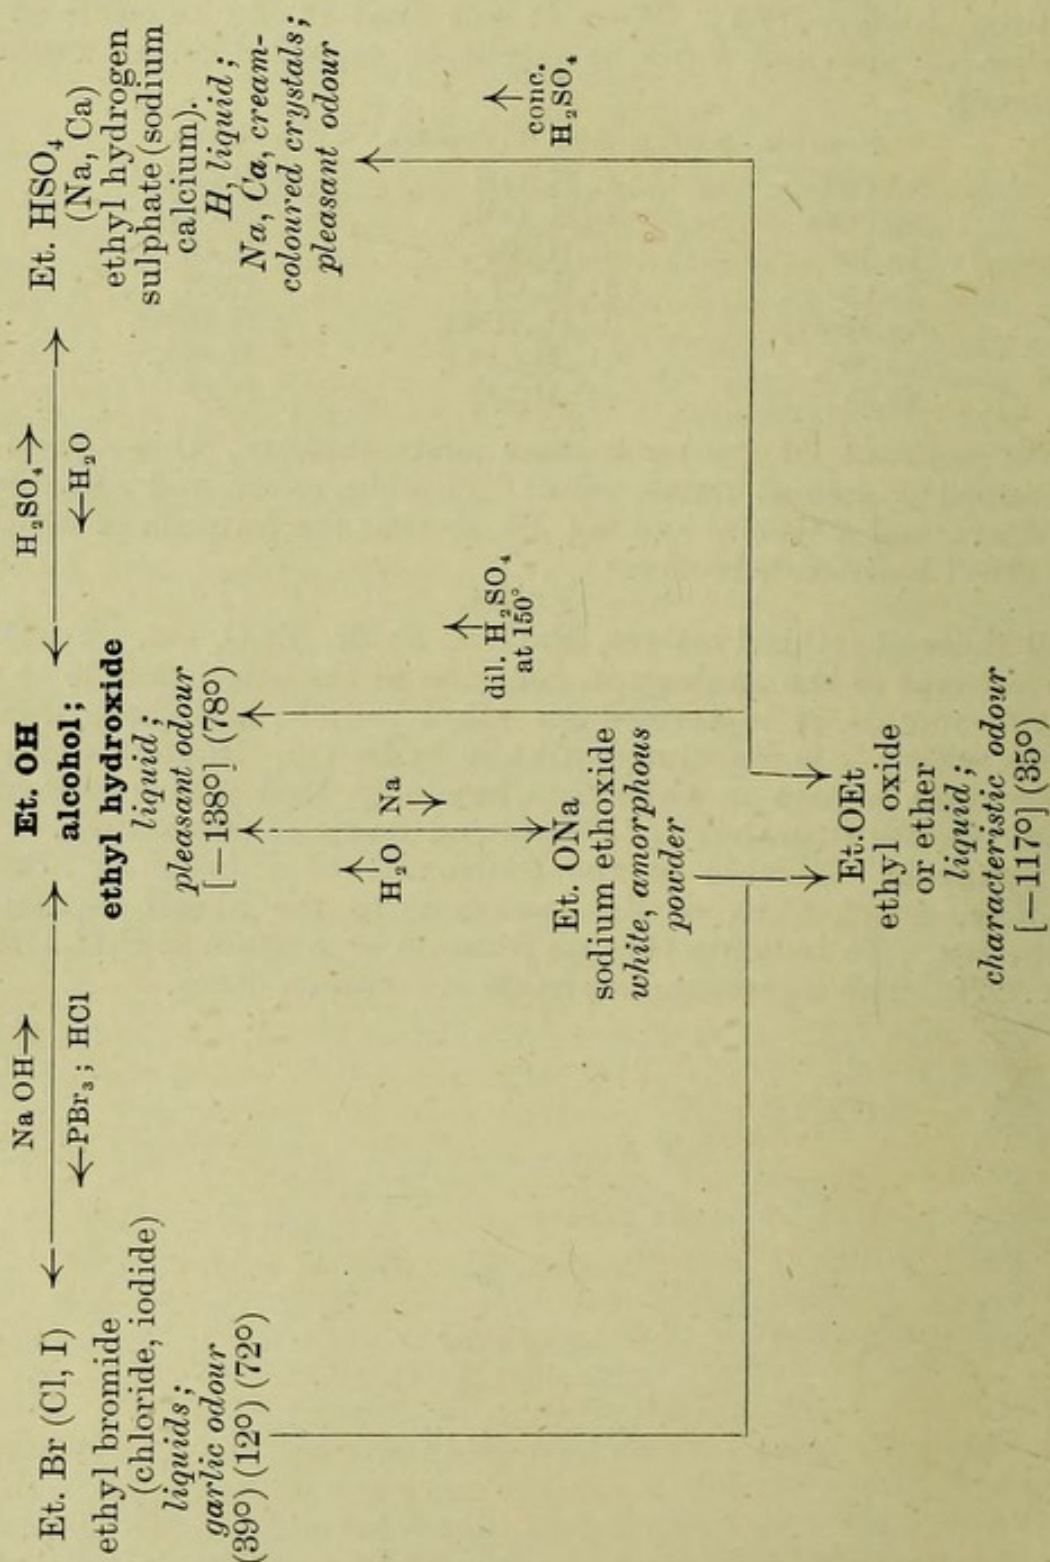 Na OH→
H₂SO₄→
Et. Br (Cl, I)
Et. OH
Et. HSO₄
←PBr₃; HCl
←H₂O
(Na, Ca)
ethyl bromide
(chloride, iodide)
liquids;
garlic odour
(39°) (12°) (72°)
alcohol;
ethyl hydroxide
liquid;
pleasant odour
[—138°] (78°)
ethyl hydrogen
sulphate (sodium
calcium).
H, liquid;
Na, Ca, cream-
coloured crystals;
pleasant odour
↑
H₂O
Na
↓
↑
dil. H₂SO₄
at 150°
↑
conc.
H₂SO₄
Et. ONa
sodium ethoxide
white, amorphous
powder
Et.OEt
ethyl oxide
or ether
liquid;
characteristic odour
[—117°] (35°)